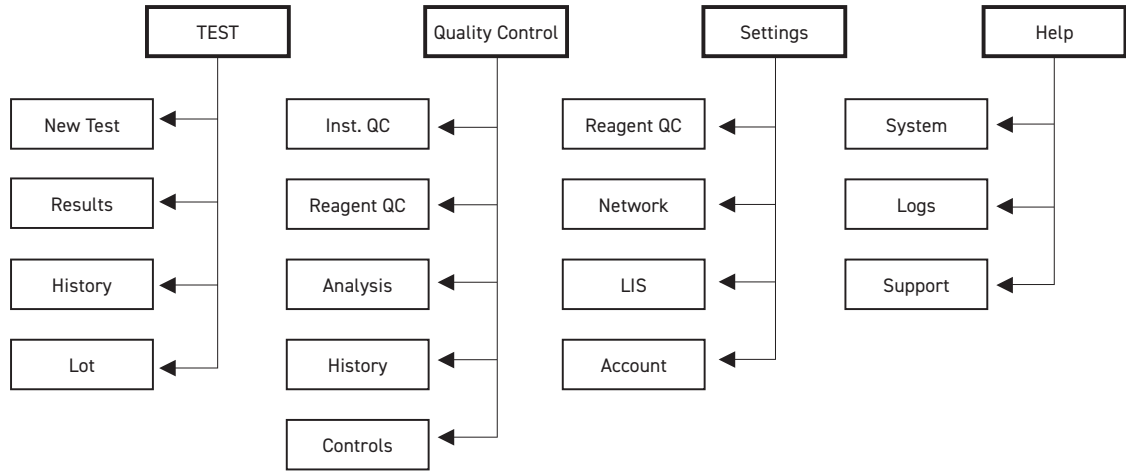 TEST
New Test
Results
History
Lot
Quality Control
Inst. QC
Reagent QC
Analysis
History
Controls
Settings
Reagent QC
Network
LIS
Account
Help
System
Logs
Support